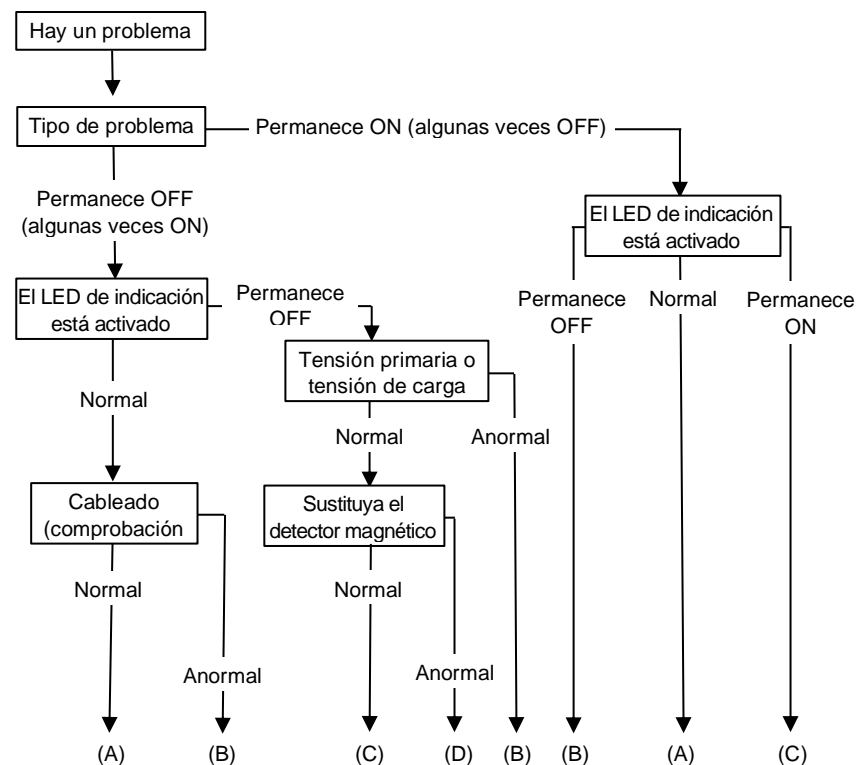 Hay un problema
Tipo de problema
Permanece ON (algunas veces OFF)
Permanece OFF
(algunas veces ON)
El LED de indicación
está activado
El LED de indicación
está activado
Permanece
OFF
Permanece
OFF
Normal
Permanece
ON
Tensión primaria o
tensión de carga
Normal
Normal
Anormal
Cableado
(comprobación
Sustituya el
detector magnético
Normal
Normal
Anormal
Anormal
(A)
(B)
(C)
(D)
(B)
(B)
(A)
(C)